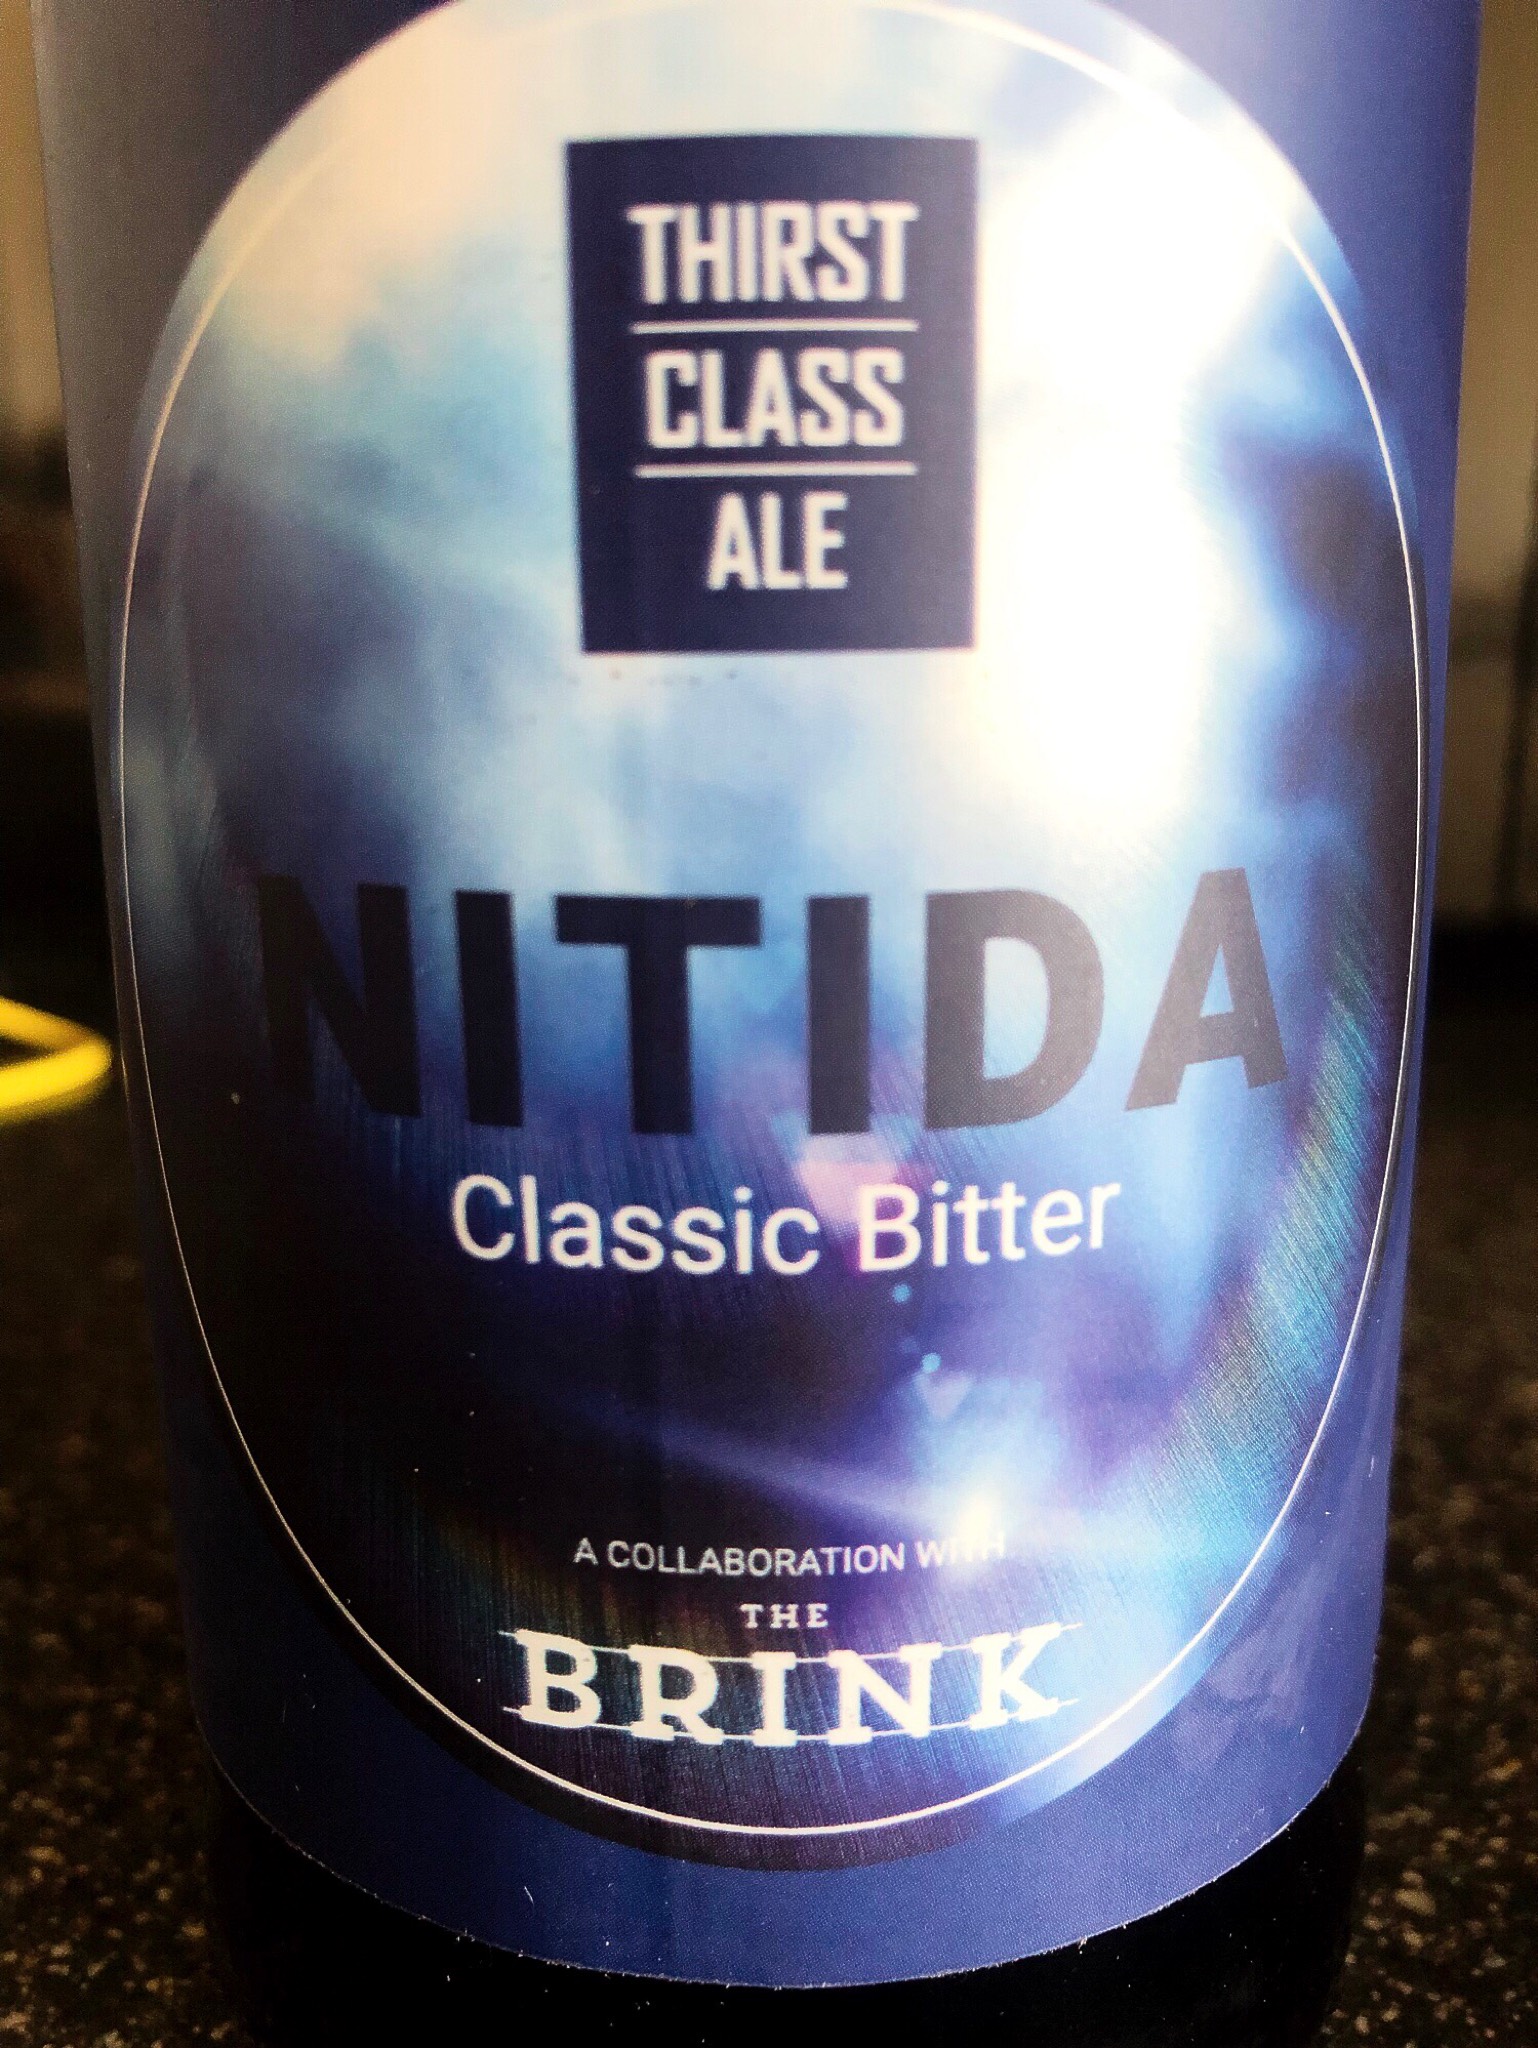 THIRST
CLASS
ALE
NITIDA
Classic Bitter
A COLLABORATION WITH
THE
BRINK